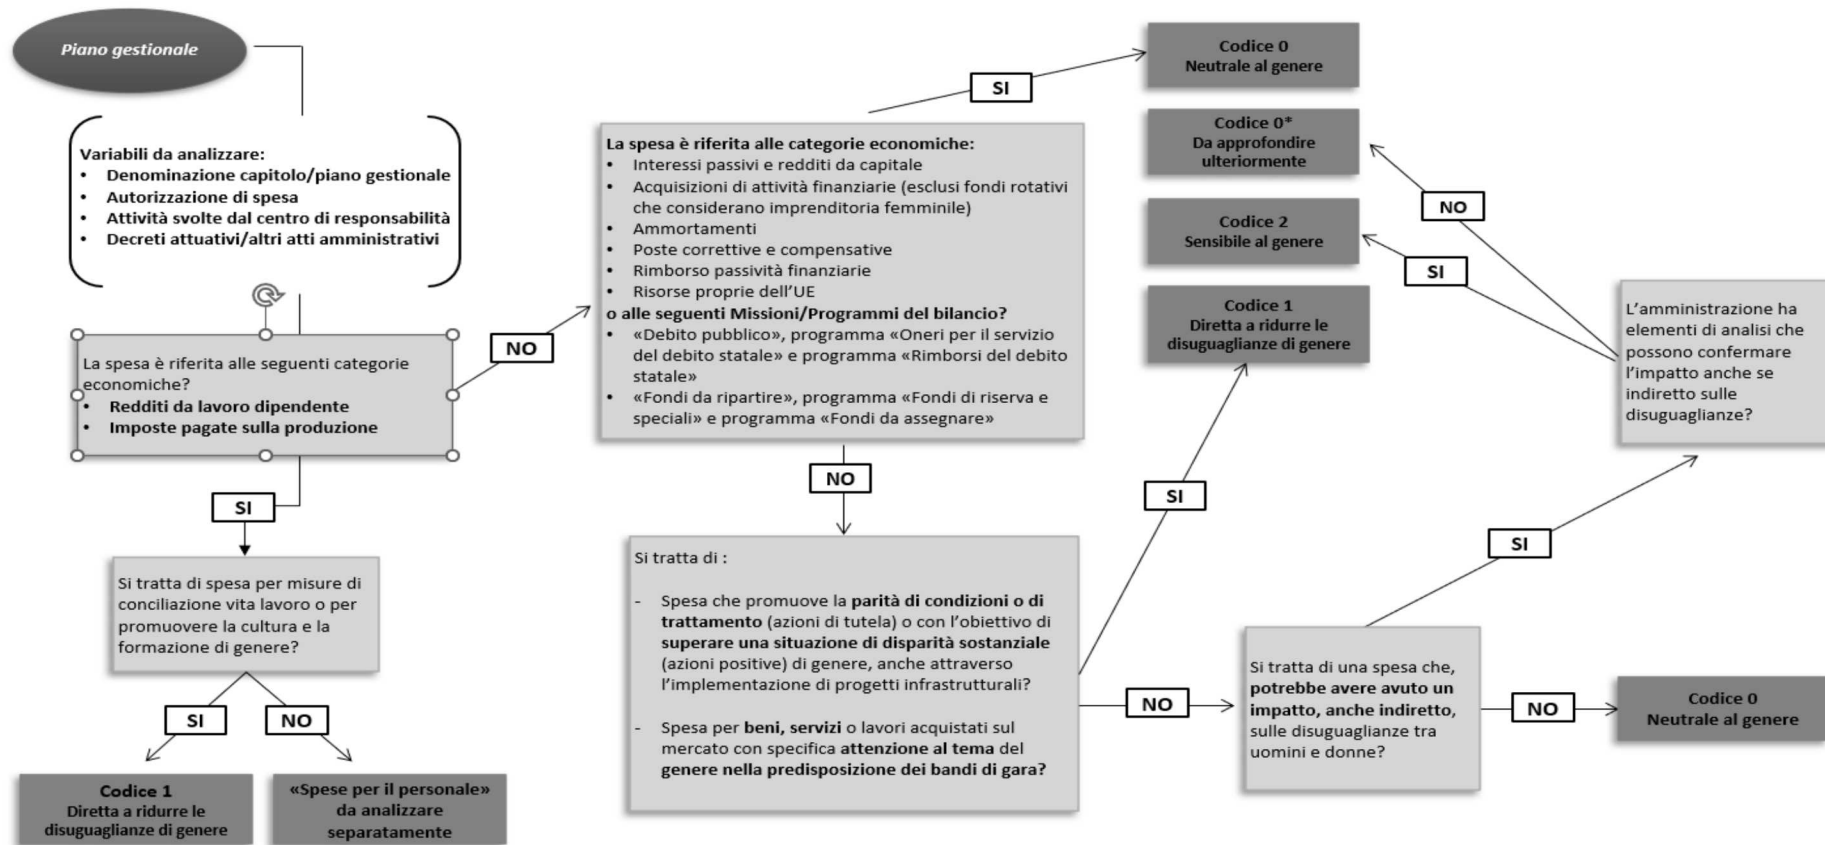 Piano gestionale
Variabili da analizzare:
• Denominazione capitolo/piano gestionale
• Autorizzazione di spesa
• Attività svolte dal centro di responsabilità
• Decreti attuativi/altri atti amministrativi
La spesa è riferita alle seguenti categorie
economiche?
• Redditi da lavoro dipendente
• Imposte pagate sulla produzione
SI
Si tratta di spesa per misure di
conciliazione vita lavoro o per
promuovere la cultura e la
formazione di genere?
SI
NO
Codice 1
Diretta a ridurre le
disuguaglianze di genere
«Spese per il personale»
da analizzare
separatamente
NO
La spesa è riferita alle categorie economiche:
• Interessi passivi e redditi da capitale
• Acquisizioni di attività finanziarie (esclusi fondi rotativi
che considerano imprenditoria femminile)
• Ammortamenti
• Poste correttive e compensative
• Rimborso passività finanziarie
• Risorse proprie dell’UE
o alle seguenti Missioni/Programmi del bilancio?
• «Debito pubblico», programma «Oneri per il servizio
del debito statale» e programma «Rimborsi del debito
statale»
• «Fondi da ripartire», programma «Fondi di riserva e
speciali» e programma «Fondi da assegnare»
SI
Codice 0
Neutrale al genere
NO
Si tratta di :
- Spesa che promuove la parità di condizioni o di
trattamento (azioni di tutela) o con l’obiettivo di
superare una situazione di disparità sostanziale
(azioni positive) di genere, anche attraverso
l’implementazione di progetti infrastrutturali?
- Spesa per beni, servizi o lavori acquistati sul
mercato con specifica attenzione al tema del
genere nella predisposizione dei bandi di gara?
SI
Codice 1
Diretta a ridurre le
disuguaglianze di genere
NO
Si tratta di una spesa che,
potrebbe avere avuto un
impatto, anche indiretto,
sulle disuguaglianze tra
uomini e donne?
NO
Codice 0
Neutrale al genere
SI
L’amministrazione ha
elementi di analisi che
possono confermare
l’impatto anche se
indiretto sulle
disuguaglianze?
NO
Codice 0*
Da approfondire
ulteriormente
SI
Codice 2
Sensibile al genere